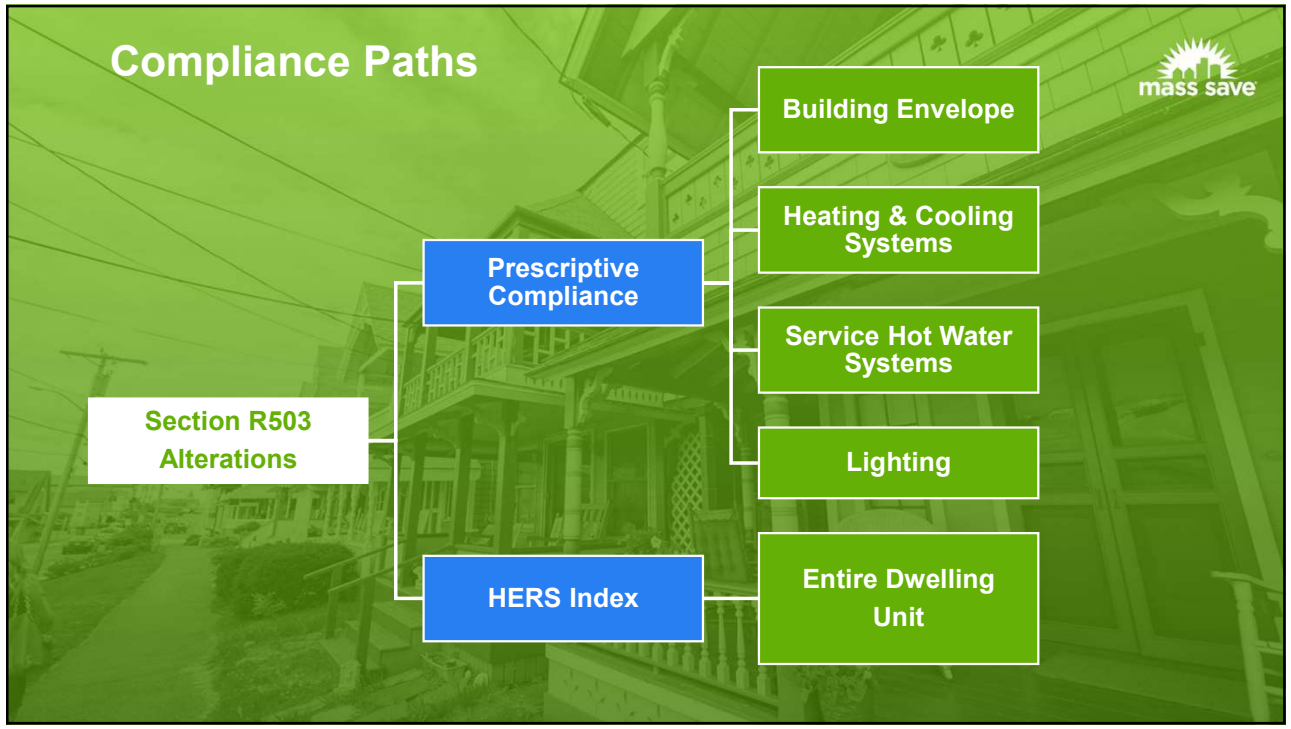 Compliance Paths
mass save
Building Envelope
Heating & Cooling
Systems
Prescriptive
Compliance
Service Hot Water
Systems
Section R503
Alterations
Lighting
HERS Index
Entire Dwelling
Unit